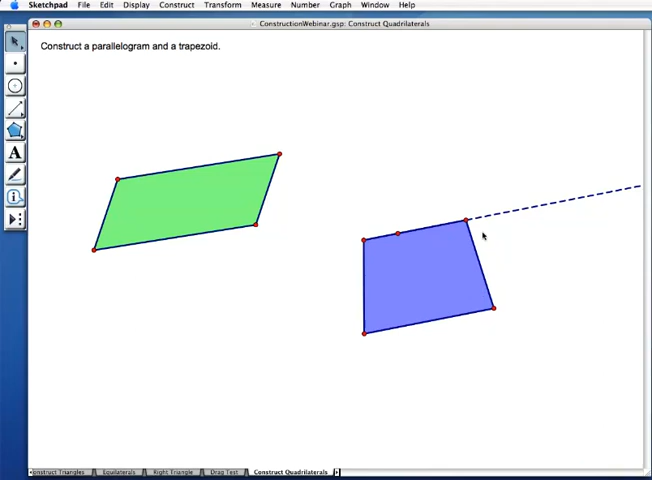 Sketchpad File Edit Display Construct Transform Measure Number Graph Window Help
ConstructionWebinar.gsp: Construct Quadrilaterals
Construct a parallelogram and a trapezoid.
A
onstruct Triangles Equilaterals Right Triangle Drag Test Construct Quadrilaterals